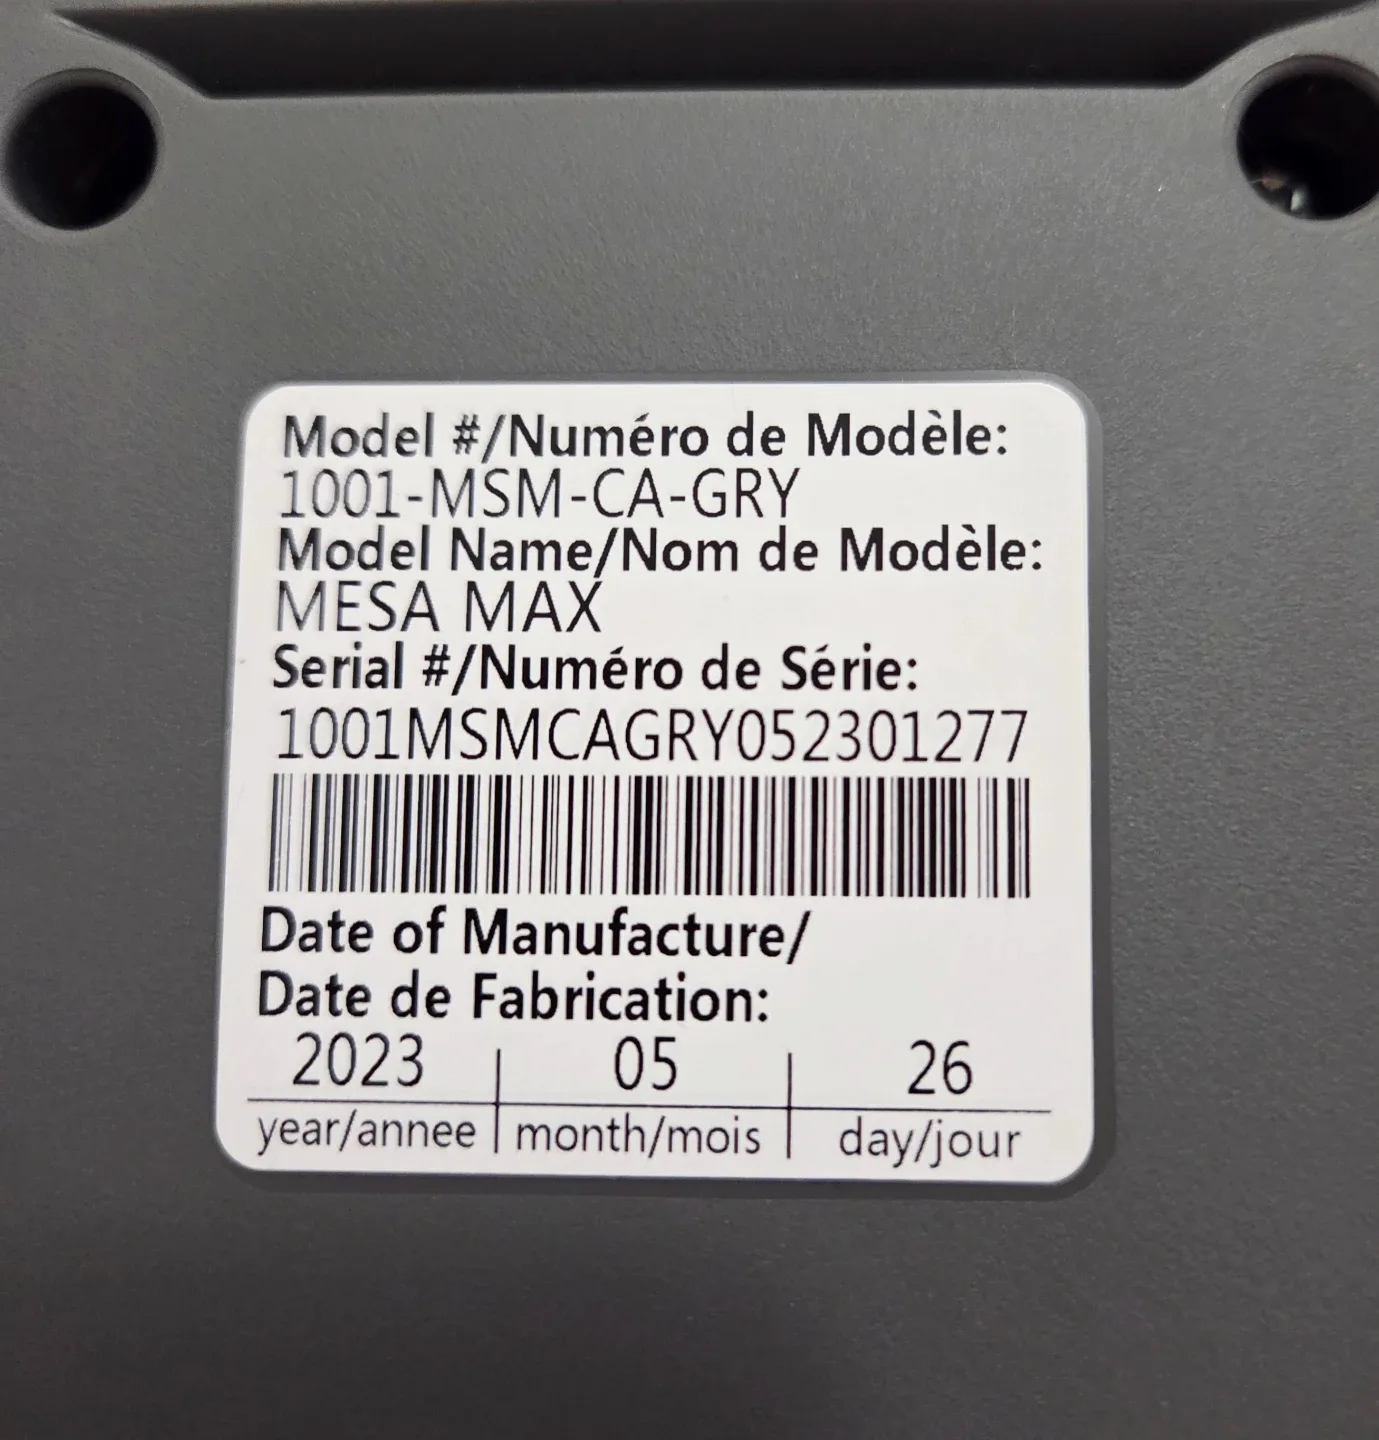 Model #/Numéro de Modèle:
1001-MSM-CA-GRY
Model Name/Nom de Modèle:
MESA MAX
Serial #/Numéro de Série:
1001MSMCAGRY052301277
Date of Manufacture/
Date de Fabrication:
2023 05 26
year/annee month/mois day/jour